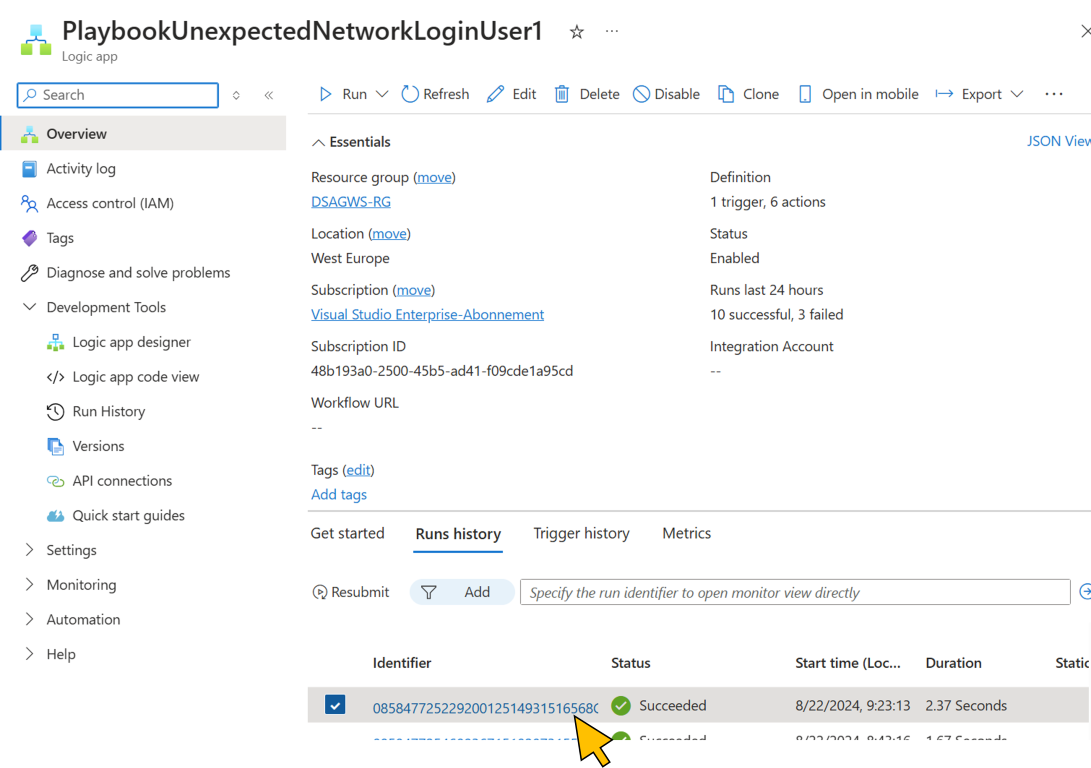 PlaybookUnexpectedNetworkLoginUser1
Logic app
Search
Run
Refresh
Edit
Delete
Disable
Clone
Open in mobile
Export
Overview
Activity log
Access control (IAM)
Tags
Diagnose and solve problems
Development Tools
Logic app designer
Logic app code view
Run History
Versions
API connections
Quick start guides
Settings
Monitoring
Automation
Help
Essentials
JSON View
Resource group (move)
DSAGWS-RG
Location (move)
West Europe
Subscription (move)
Visual Studio Enterprise-Abonnement
Subscription ID
48b193a0-2500-45b5-ad41-f09cde1a95cd
Workflow URL
--
Tags (edit)
Add tags
Definition
1 trigger, 6 actions
Status
Enabled
Runs last 24 hours
10 successful, 3 failed
Integration Account
--
Get started
Runs history
Trigger history
Metrics
Resubmit
Add
Specify the run identifier to open monitor view directly
Identifier Status Start time (Loc... Duration Static
08584772522920012514931516568 Succeeded 8/22/2024, 9:23:13 2.37 Seconds
Succeeded 8/22/2024, 8:43:16 1.67 Seconds